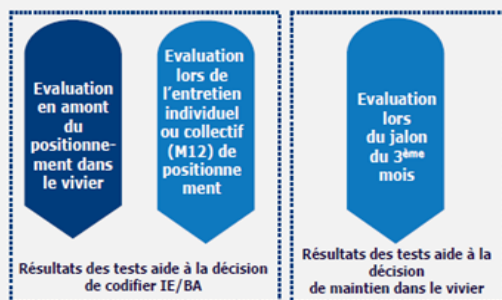 Evaluation
en amont
du
positionne-
ment dans
le vivier
Evaluation
lors de
l'entretien
individuel
ou collectif
(M12) de
positionne
ment
Résultats des tests aide à la décision
de codifier IE/BA
Evaluation
lors
du jalon
du 3ème
mois
Résultats des tests aide à la
décision
de maintien dans le vivier